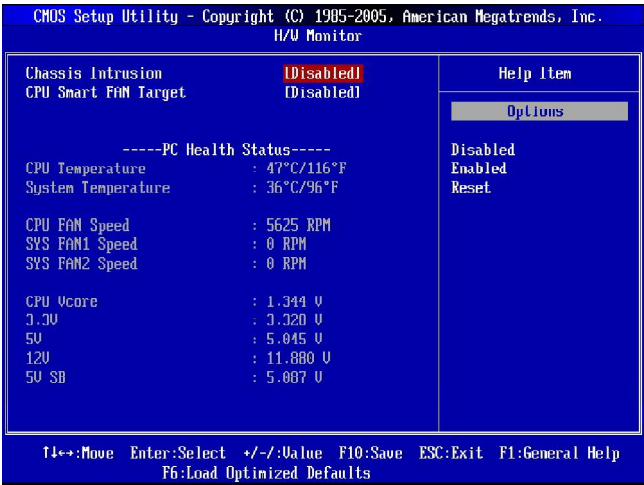 CMOS Setup Utility - Copyright (C) 1985-2005, American Megatrends, Inc.
H/W Monitor
Chassis Intrusion [Disabled]
CPU Smart FAN Target [Disabled]
-----PC Health Status-----
CPU Temperature : 47°C/116°F
System Temperature : 36°C/96°F
CPU FAN Speed : 5625 RPM
SYS FAN1 Speed : 0 RPM
SYS FAN2 Speed : 0 RPM
CPU Vcore : 1.344 V
3.3V : 3.320 V
5V : 5.045 V
12V : 11.880 V
5V SB : 5.087 V
Help Item
Options
Disabled
Enabled
Reset
↑↓←→:Move Enter:Select +/-/:Value F10:Save ESC:Exit F1:General Help
F6:Load Optimized Defaults